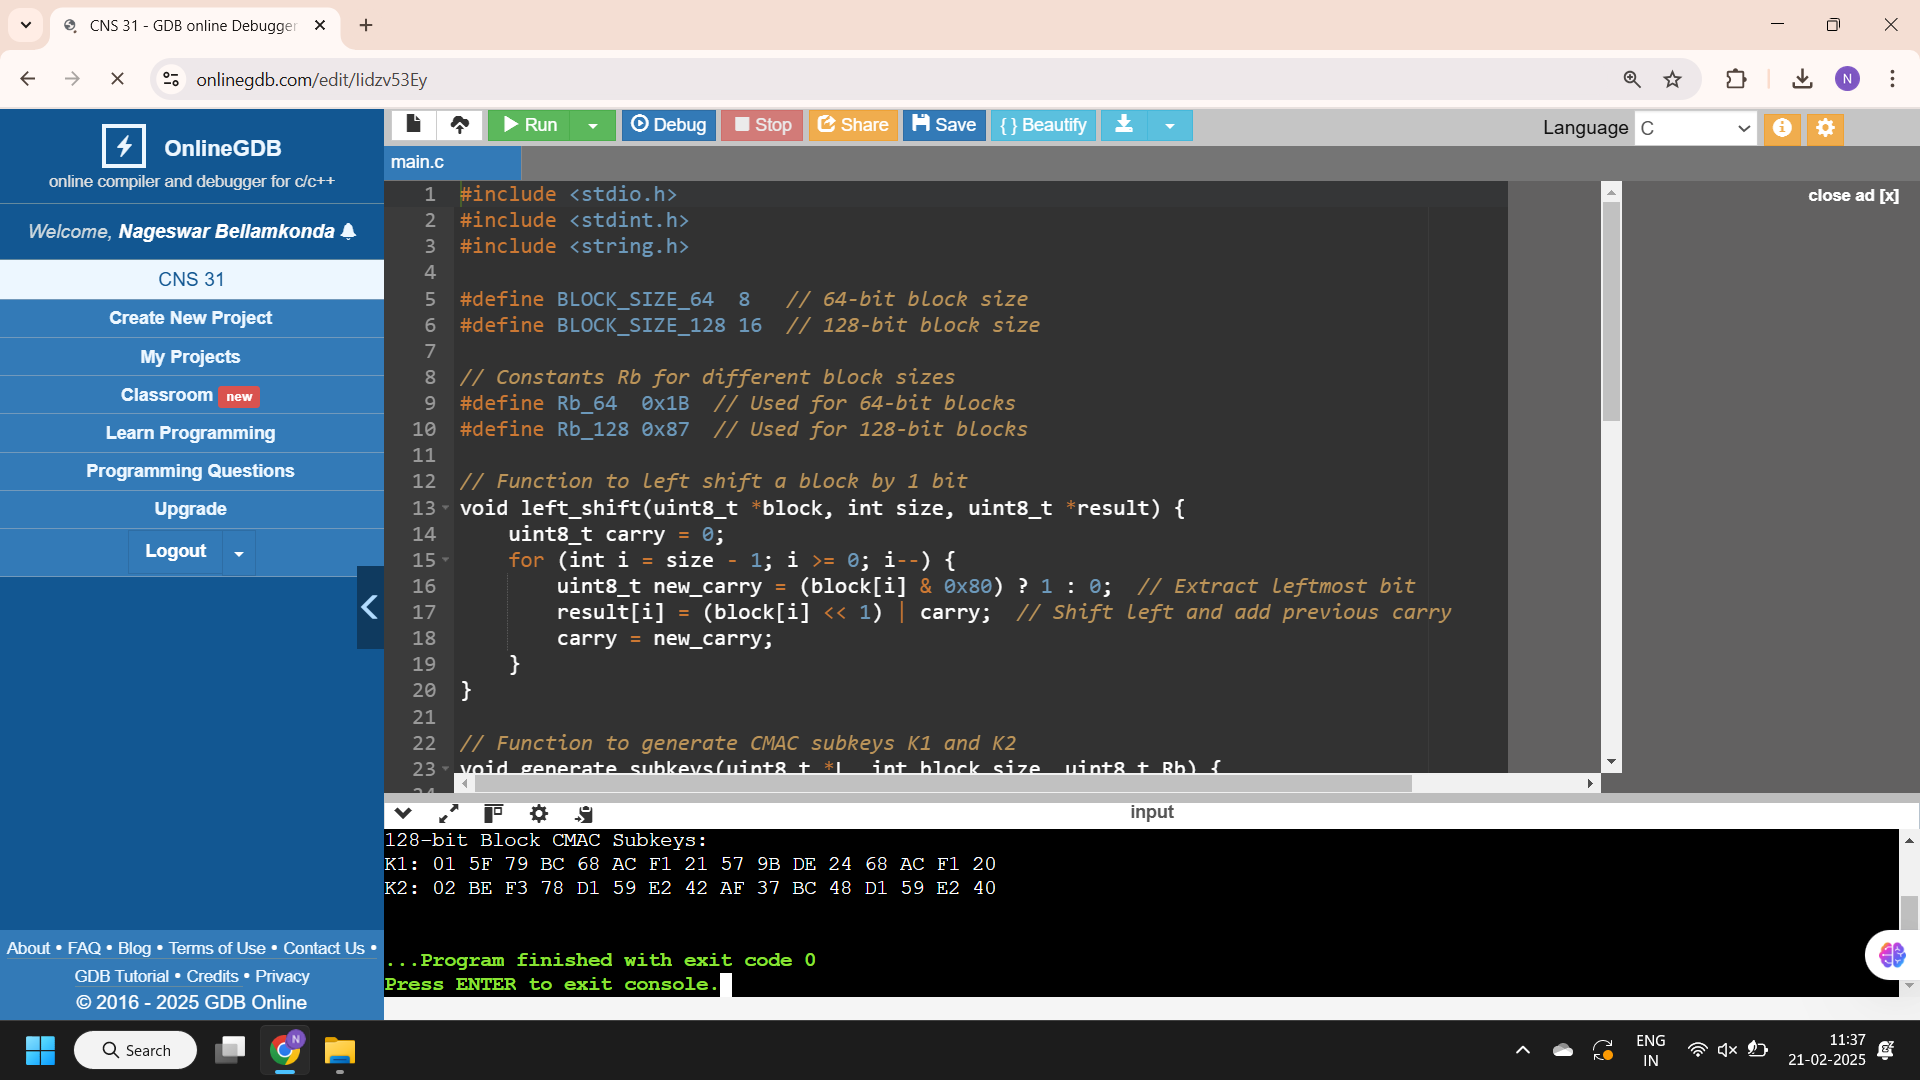 CNS 31 - GDB online Debugger
onlinegdb.com/edit/Iidzv53Ey
N
OnlineGDB
online compiler and debugger for c/c++
Welcome, Nageswar Bellamkonda
CNS 31
Create New Project
My Projects
Classroom new
Learn Programming
Programming Questions
Upgrade
Logout
About • FAQ • Blog • Terms of Use • Contact Us •
GDB Tutorial • Credits • Privacy
© 2016 - 2025 GDB Online
Run
Debug
Stop
Share
Save
{ } Beautify
Language C
main.c
close ad [x]
1 #include <stdio.h>
2 #include <stdint.h>
3 #include <string.h>
4
5 #define BLOCK_SIZE_64  8   // 64-bit block size
6 #define BLOCK_SIZE_128 16  // 128-bit block size
7
8 // Constants Rb for different block sizes
9 #define Rb_64  0x1B  // Used for 64-bit blocks
10 #define Rb_128 0x87  // Used for 128-bit blocks
11
12 // Function to left shift a block by 1 bit
13 void left_shift(uint8_t *block, int size, uint8_t *result) {
14     uint8_t carry = 0;
15     for (int i = size - 1; i >= 0; i--) {
16         uint8_t new_carry = (block[i] & 0x80) ? 1 : 0;  // Extract leftmost bit
17         result[i] = (block[i] << 1) | carry;  // Shift left and add previous carry
18         carry = new_carry;
19     }
20 }
21
22 // Function to generate CMAC subkeys K1 and K2
23 void generate_subkeys(uint8_t *L, int block_size, uint8_t Rb) {
24
input
128-bit Block CMAC Subkeys:
K1: 01 5F 79 BC 68 AC F1 21 57 9B DE 24 68 AC F1 20
K2: 02 BE F3 78 D1 59 E2 42 AF 37 BC 48 D1 59 E2 40
...Program finished with exit code 0
Press ENTER to exit console.
Search
N
ENG
IN
11:37
21-02-2025